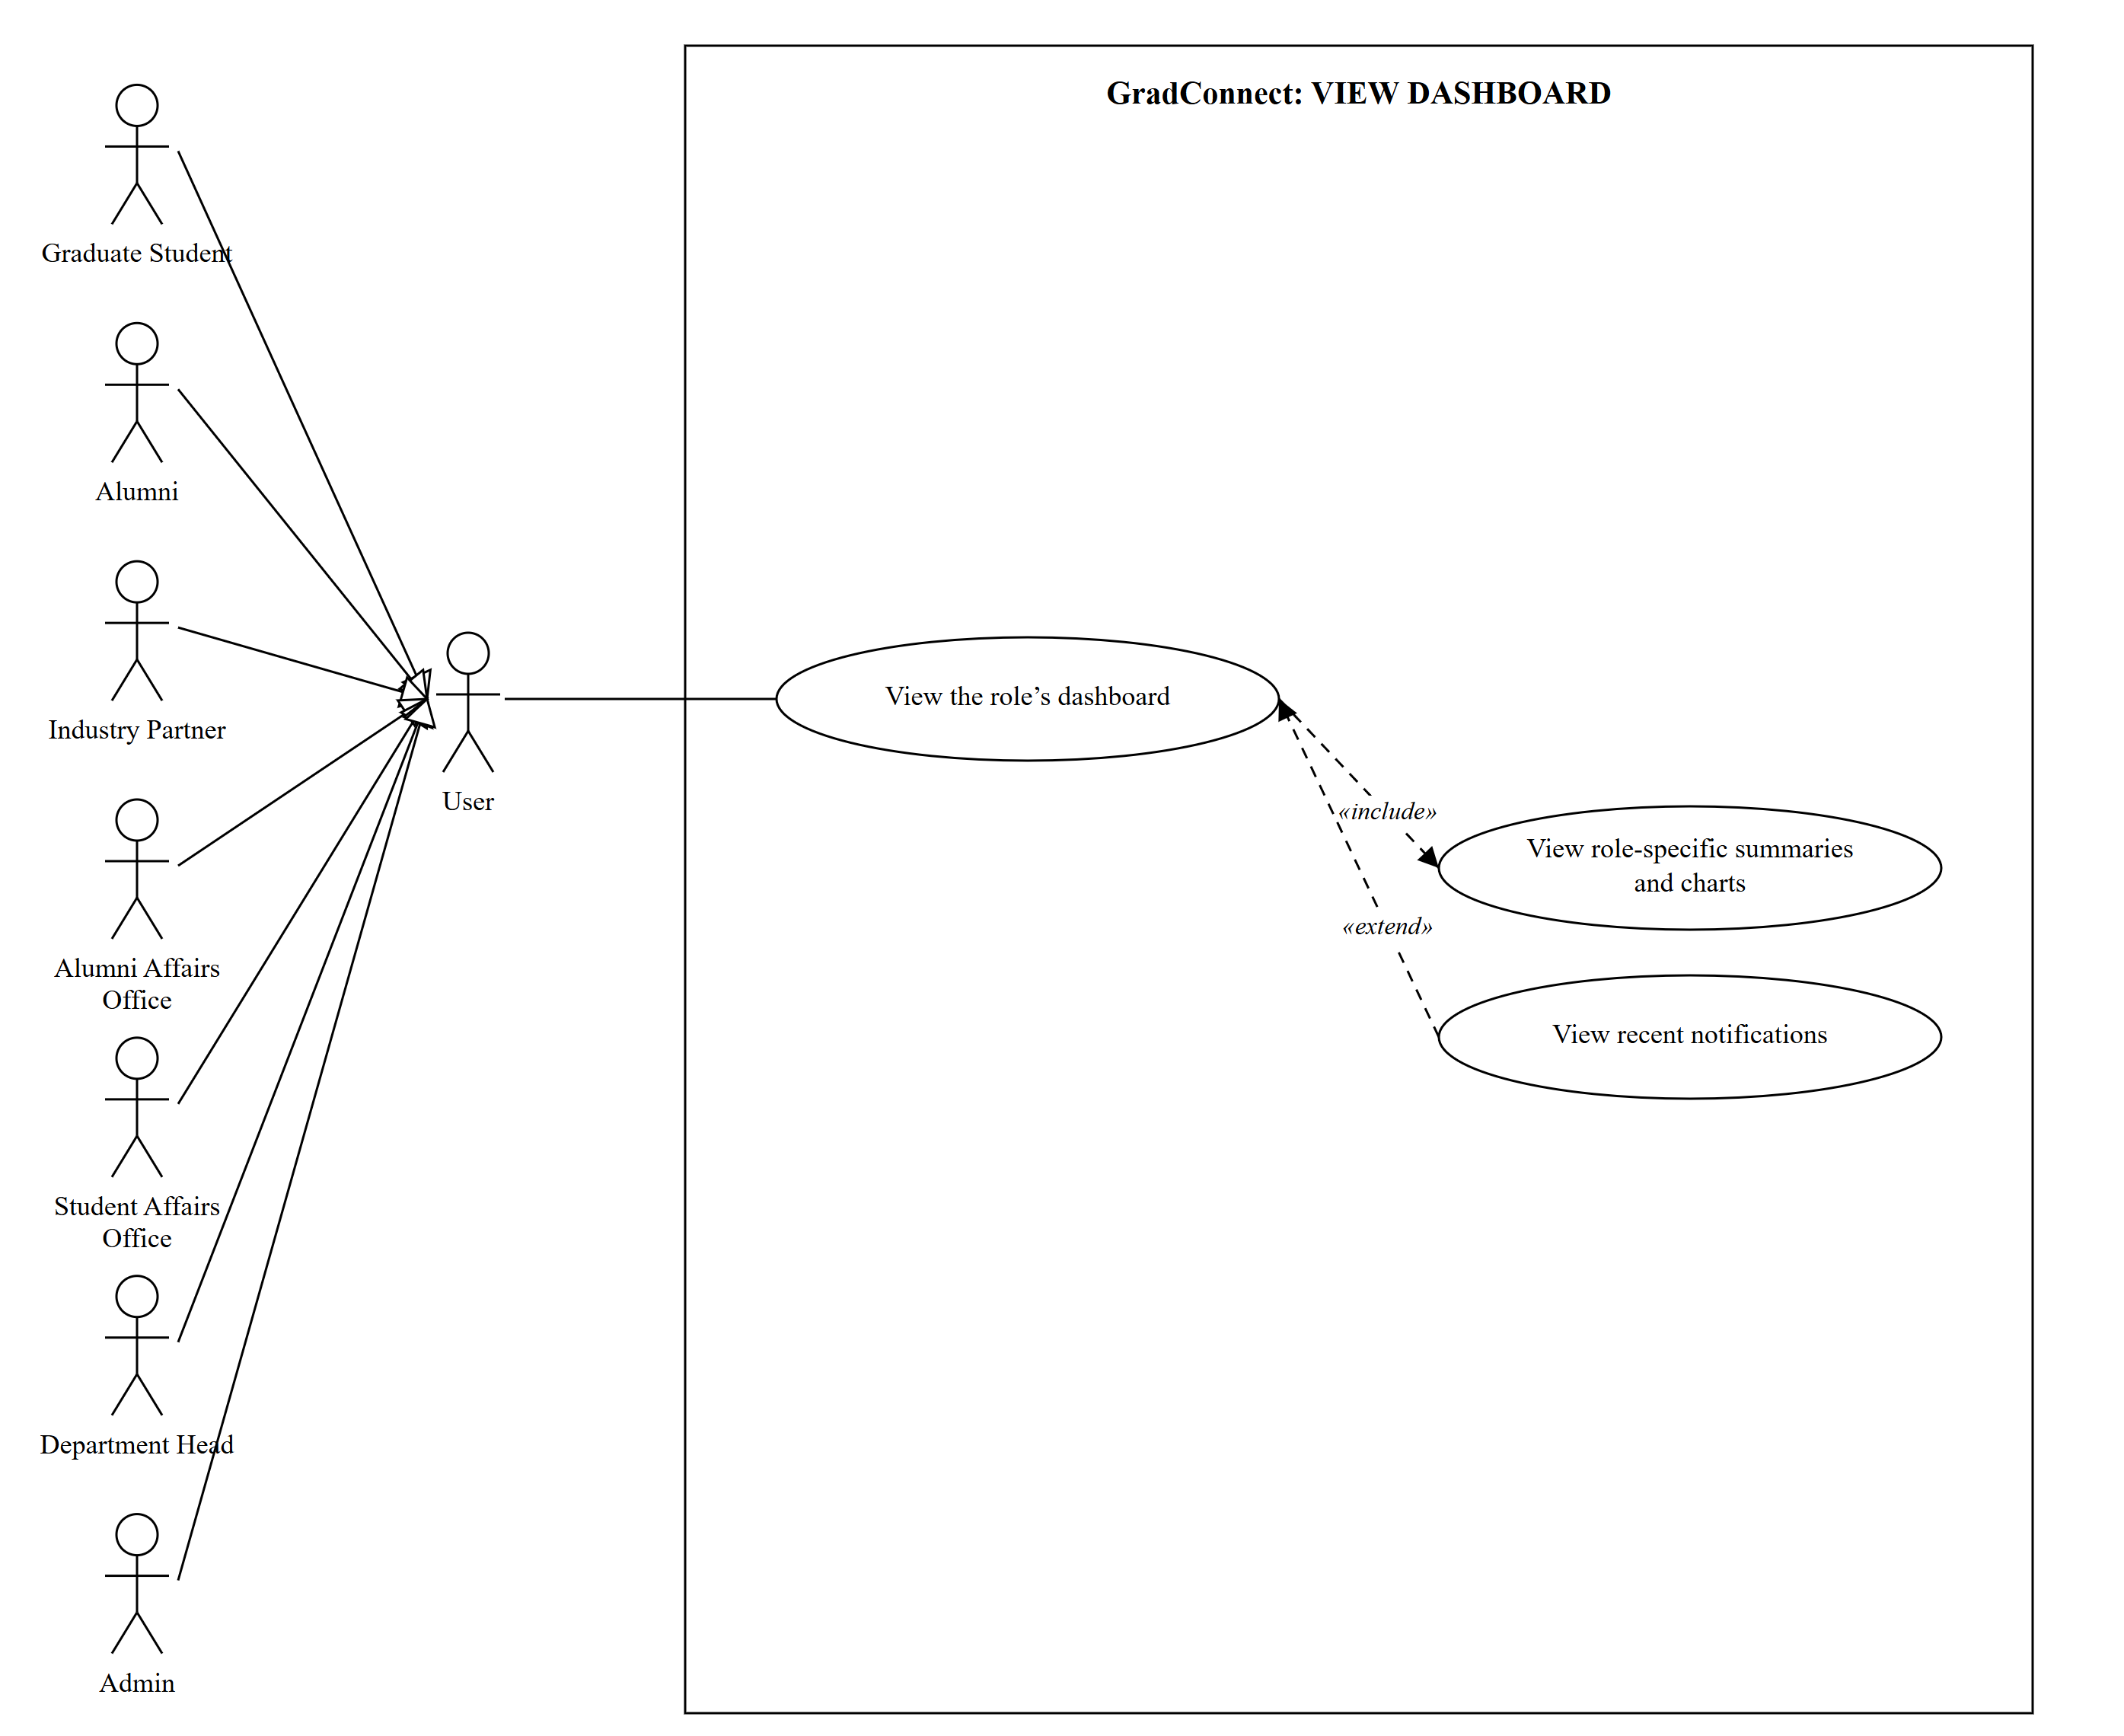 GradConnect: VIEW DASHBOARD
Graduate Student
Alumni
Industry Partner
User
View the role’s dashboard
«include»
View role-specific summaries
and charts
«extend»
View recent notifications
Alumni Affairs
Office
Student Affairs
Office
Department Head
Admin